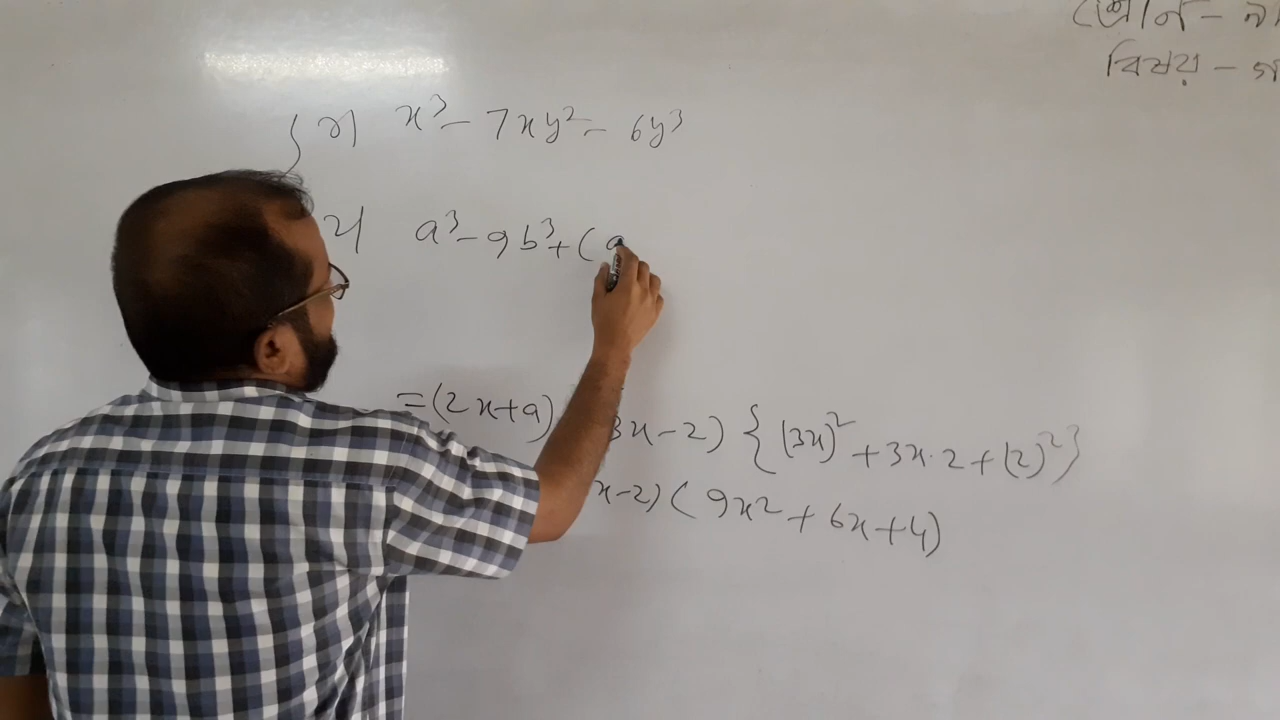 শ্রেণি -
বিষয় -
x³ - 7xy² - 6y³
a³ - 9b³ + (a
= (2x+a) 3x-2) {(3x)² + 3x·2 + (2)²}
x-2) (9x² + 6x + 4)